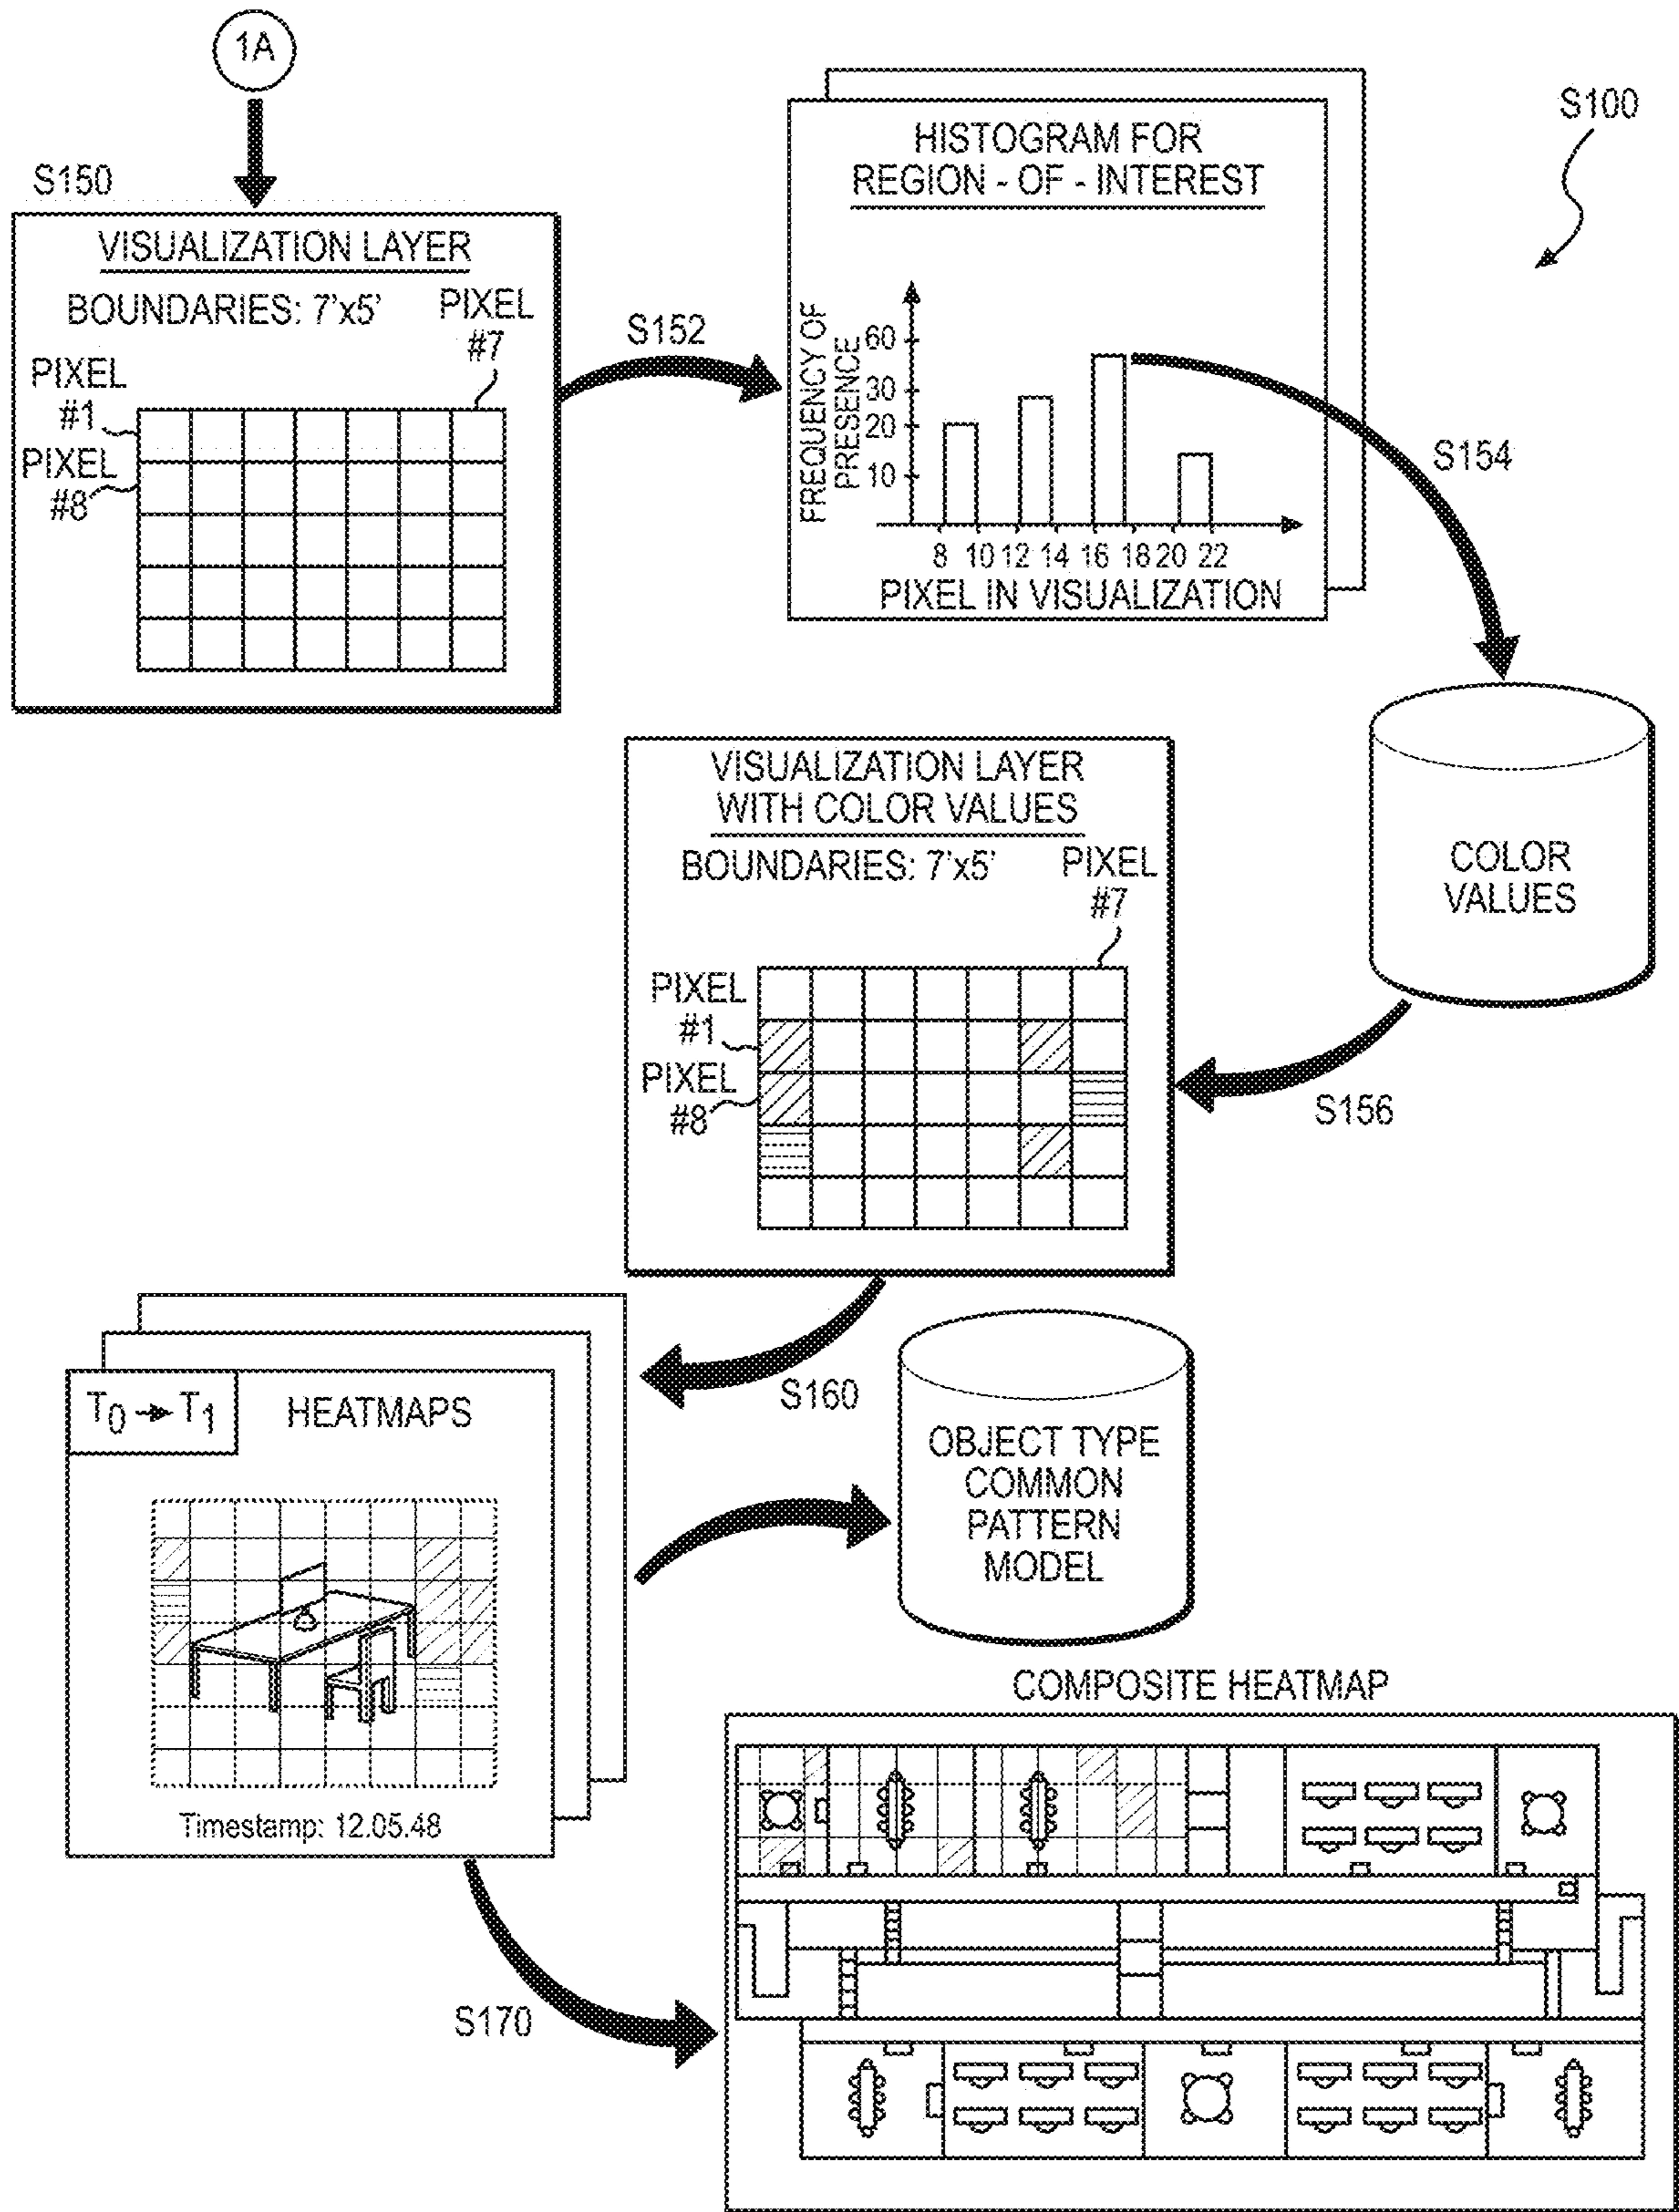 1A
S100
S150
VISUALIZATION LAYER
BOUNDARIES: 7'x5'
PIXEL
#7
PIXEL
#1
PIXEL
#8
S152
HISTOGRAM FOR
REGION - OF - INTEREST
FREQUENCY OF
PRESENCE
60
30
20
10
8 10 12 14 16 18 20 22
PIXEL IN VISUALIZATION
S154
COLOR
VALUES
S156
VISUALIZATION LAYER
WITH COLOR VALUES
BOUNDARIES: 7'x5'
PIXEL
#7
PIXEL
#1
PIXEL
#8
S160
T0 → T1
HEATMAPS
Timestamp: 12.05.48
OBJECT TYPE
COMMON
PATTERN
MODEL
S170
COMPOSITE HEATMAP